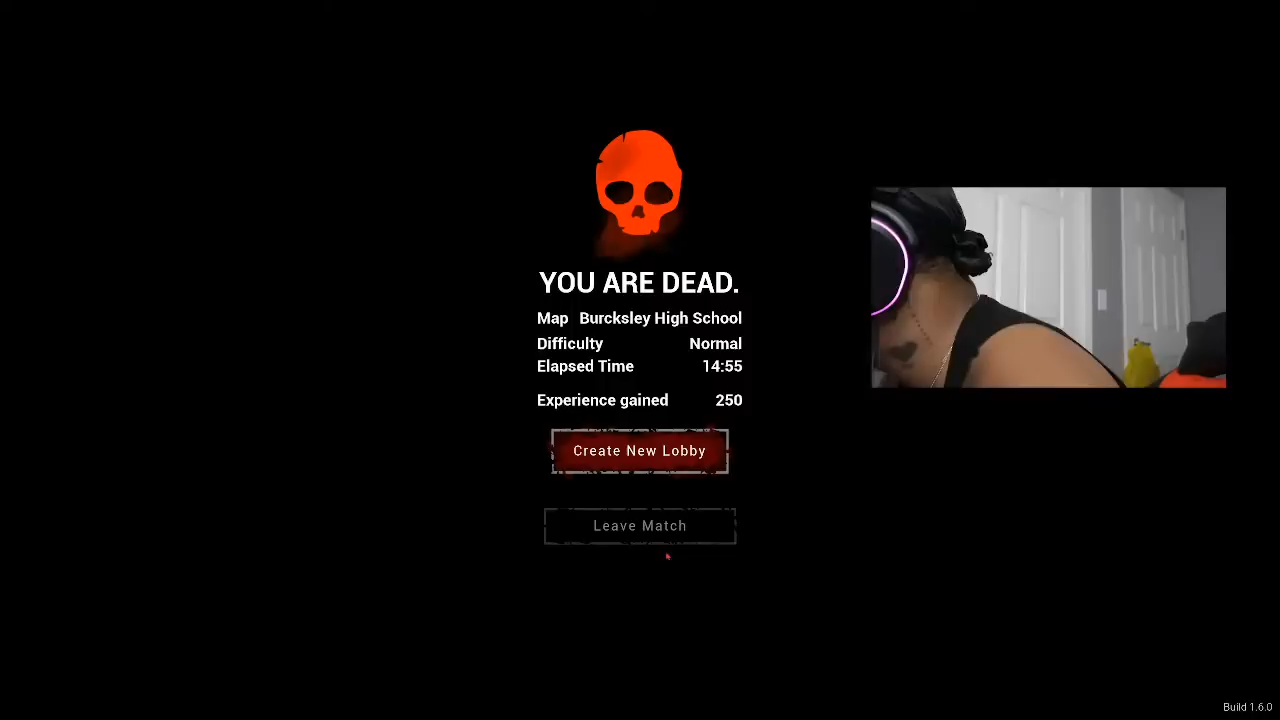 YOU ARE DEAD.
Map Burcksley High School
Difficulty Normal
Elapsed Time 14:55
Experience gained 250
Create New Lobby
Leave Match
Build 1.6.0